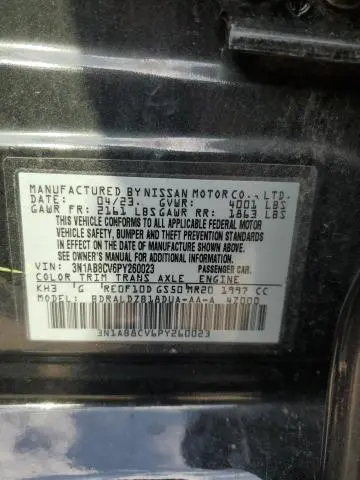 MANUFACTURED BY NISSAN MOTOR CO., LTD.
DATE: 04/23. GVWR: 4001 LBS
GAWR FR: 2161 LBS GAWR RR: 1863 LBS
THIS VEHICLE CONFORMS TO ALL APPLICABLE
FEDERAL MOTOR VEHICLE SAFETY,
BUMPER, AND THEFT PREVENTION STANDARDS
IN EFFECT ON THE DATE OF MANUFACTURE SHOWN ABOVE.
SEE OWNER'S MANUAL FOR ADDITIONAL INFORMATION.
VIN: 3N1AB8CV6PY260023 PASSENGER CAR.
COLOR TRIM TRANS AXLE ENGINE
KH3 'G 'RE0F10D GS50 MR20 1997 CC
MODEL: BDRALDZB18DUA-AA-A 47000
3N1AB8CV6PY260023